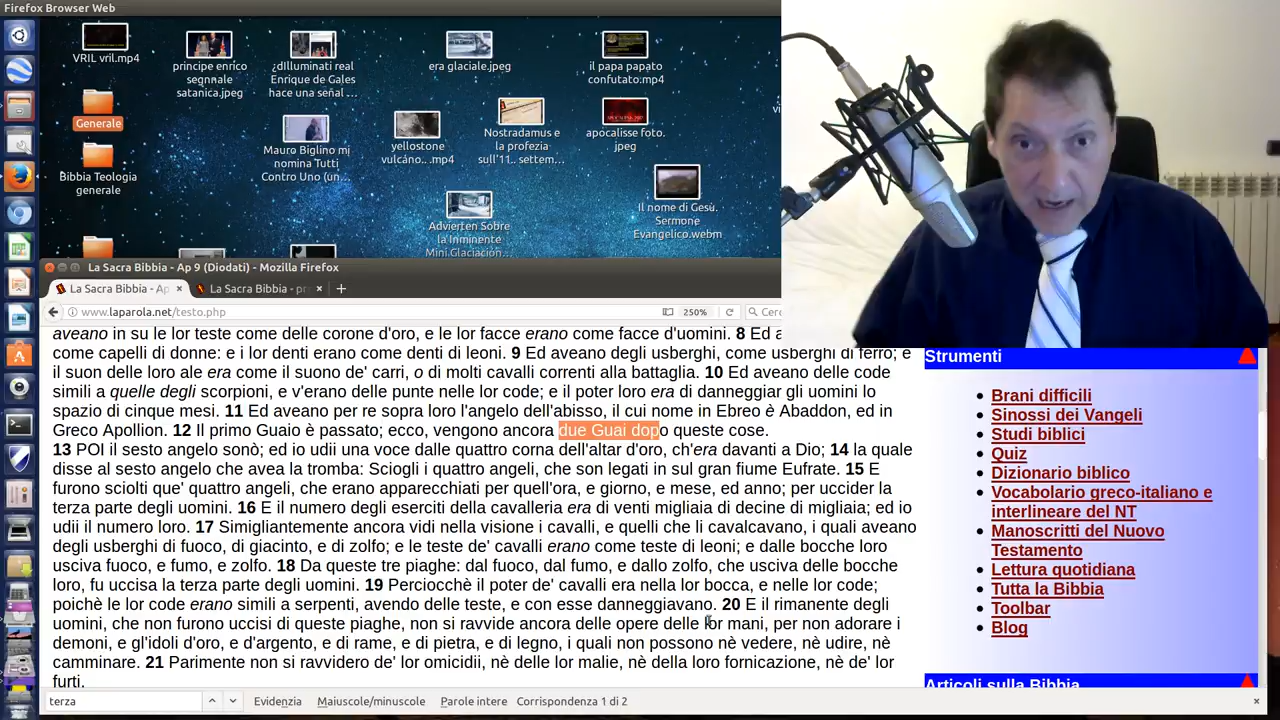 Firefox Browser Web
VRIL vril.mp4
principe enrico
segnnale
satanica.jpeg
¿dIlluminati real
Enrique de Gales
hace una señal ...
era glaciale.jpeg
il papa papato
confutato:mp4
Generale
Mauro Biglino mi
nomina Tutti
Contro Uno (un...
yellostone
vulcáno....mp4
Nostradamus e
la profezia
sull'11.. settem...
apocalisse foto.
jpeg
Bibbia Teologia
generale
Advierten Sobre
la Inminente
Mini Glaciación...
Il nome di Gesù.
Sermone
Evangelico.webm
La Sacra Bibbia - Ap 9 (Diodati) - Mozilla Firefox
La Sacra Bibbia - Ap... × La Sacra Bibbia - pr... × +
www.laparola.net/testo.php 250% Cerc
aveano in su le lor teste come delle corone d'oro, e le lor facce erano come facce d'uomini. 8 Ed a
come capelli di donne: e i lor denti erano come denti di leoni. 9 Ed aveano degli usberghi, come usberghi di ferro; e
il suon delle loro ale era come il suono de' carri, o di molti cavalli correnti alla battaglia. 10 Ed aveano delle code
simili a quelle degli scorpioni, e v'erano delle punte nelle lor code; e il poter loro era di danneggiar gli uomini lo
spazio di cinque mesi. 11 Ed aveano per re sopra loro l'angelo dell'abisso, il cui nome in Ebreo è Abaddon, ed in
Greco Apollion. 12 Il primo Guaio è passato; ecco, vengono ancora due Guai dopo queste cose.
13 POI il sesto angelo sonò; ed io udii una voce dalle quattro corna dell'altar d'oro, ch'era davanti a Dio; 14 la quale
disse al sesto angelo che avea la tromba: Sciogli i quattro angeli, che son legati in sul gran fiume Eufrate. 15 E
furono sciolti que' quattro angeli, che erano apparecchiati per quell'ora, e giorno, e mese, ed anno; per uccider la
terza parte degli uomini. 16 E il numero degli eserciti della cavalleria era di venti migliaia di decine di migliaia; ed io
udii il numero loro. 17 Simigliantemente ancora vidi nella visione i cavalli, e quelli che li cavalcavano, i quali aveano
degli usberghi di fuoco, di giacinto, e di zolfo; e le teste de' cavalli erano come teste di leoni; e dalle bocche loro
usciva fuoco, e fumo, e zolfo. 18 Da queste tre piaghe: dal fuoco, dal fumo, e dallo zolfo, che usciva delle bocche
loro, fu uccisa la terza parte degli uomini. 19 Perciocchè il poter de' cavalli era nella lor bocca, e nelle lor code;
poichè le lor code erano simili a serpenti, avendo delle teste, e con esse danneggiavano. 20 E il rimanente degli
uomini, che non furono uccisi di queste piaghe, non si ravvide ancora delle opere delle lor mani, per non adorare i
demoni, e gl'idoli d'oro, e d'argento, e di rame, e di pietra, e di legno, i quali non possono nè vedere, nè udire, nè
camminare. 21 Parimente non si ravvidero de' lor omicidii, nè delle lor malie, nè della loro fornicazione, nè de' lor
furti.
Strumenti
Brani difficili
Sinossi dei Vangeli
Studi biblici
Quiz
Dizionario biblico
Vocabolario greco-italiano e
interlineare del NT
Manoscritti del Nuovo
Testamento
Lettura quotidiana
Tutta la Bibbia
Toolbar
Blog
Articoli sulla Bibbia
terza Evidenzia Maiuscole/minuscole Parole intere Corrispondenza 1 di 2 ×